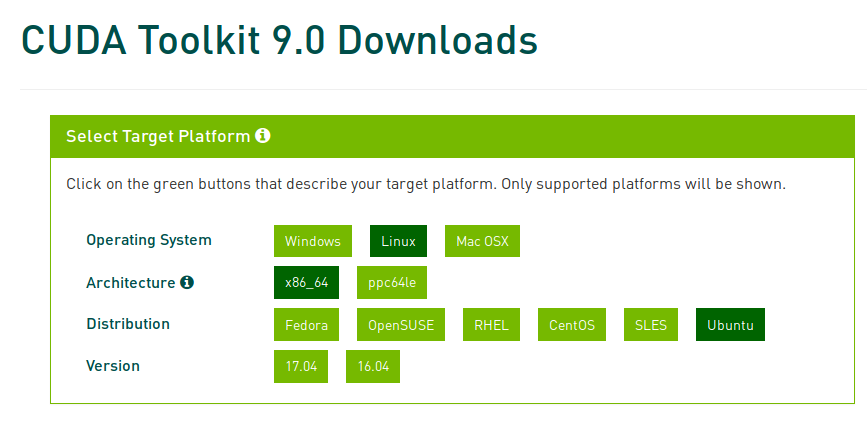 CUDA Toolkit 9.0 Downloads
Select Target Platform
Click on the green buttons that describe your target platform. Only supported platforms will be shown.
Operating System Windows Linux Mac OSX
Architecture x86_64 ppc64le
Distribution Fedora OpenSUSE RHEL CentOS SLES Ubuntu
Version 17.04 16.04